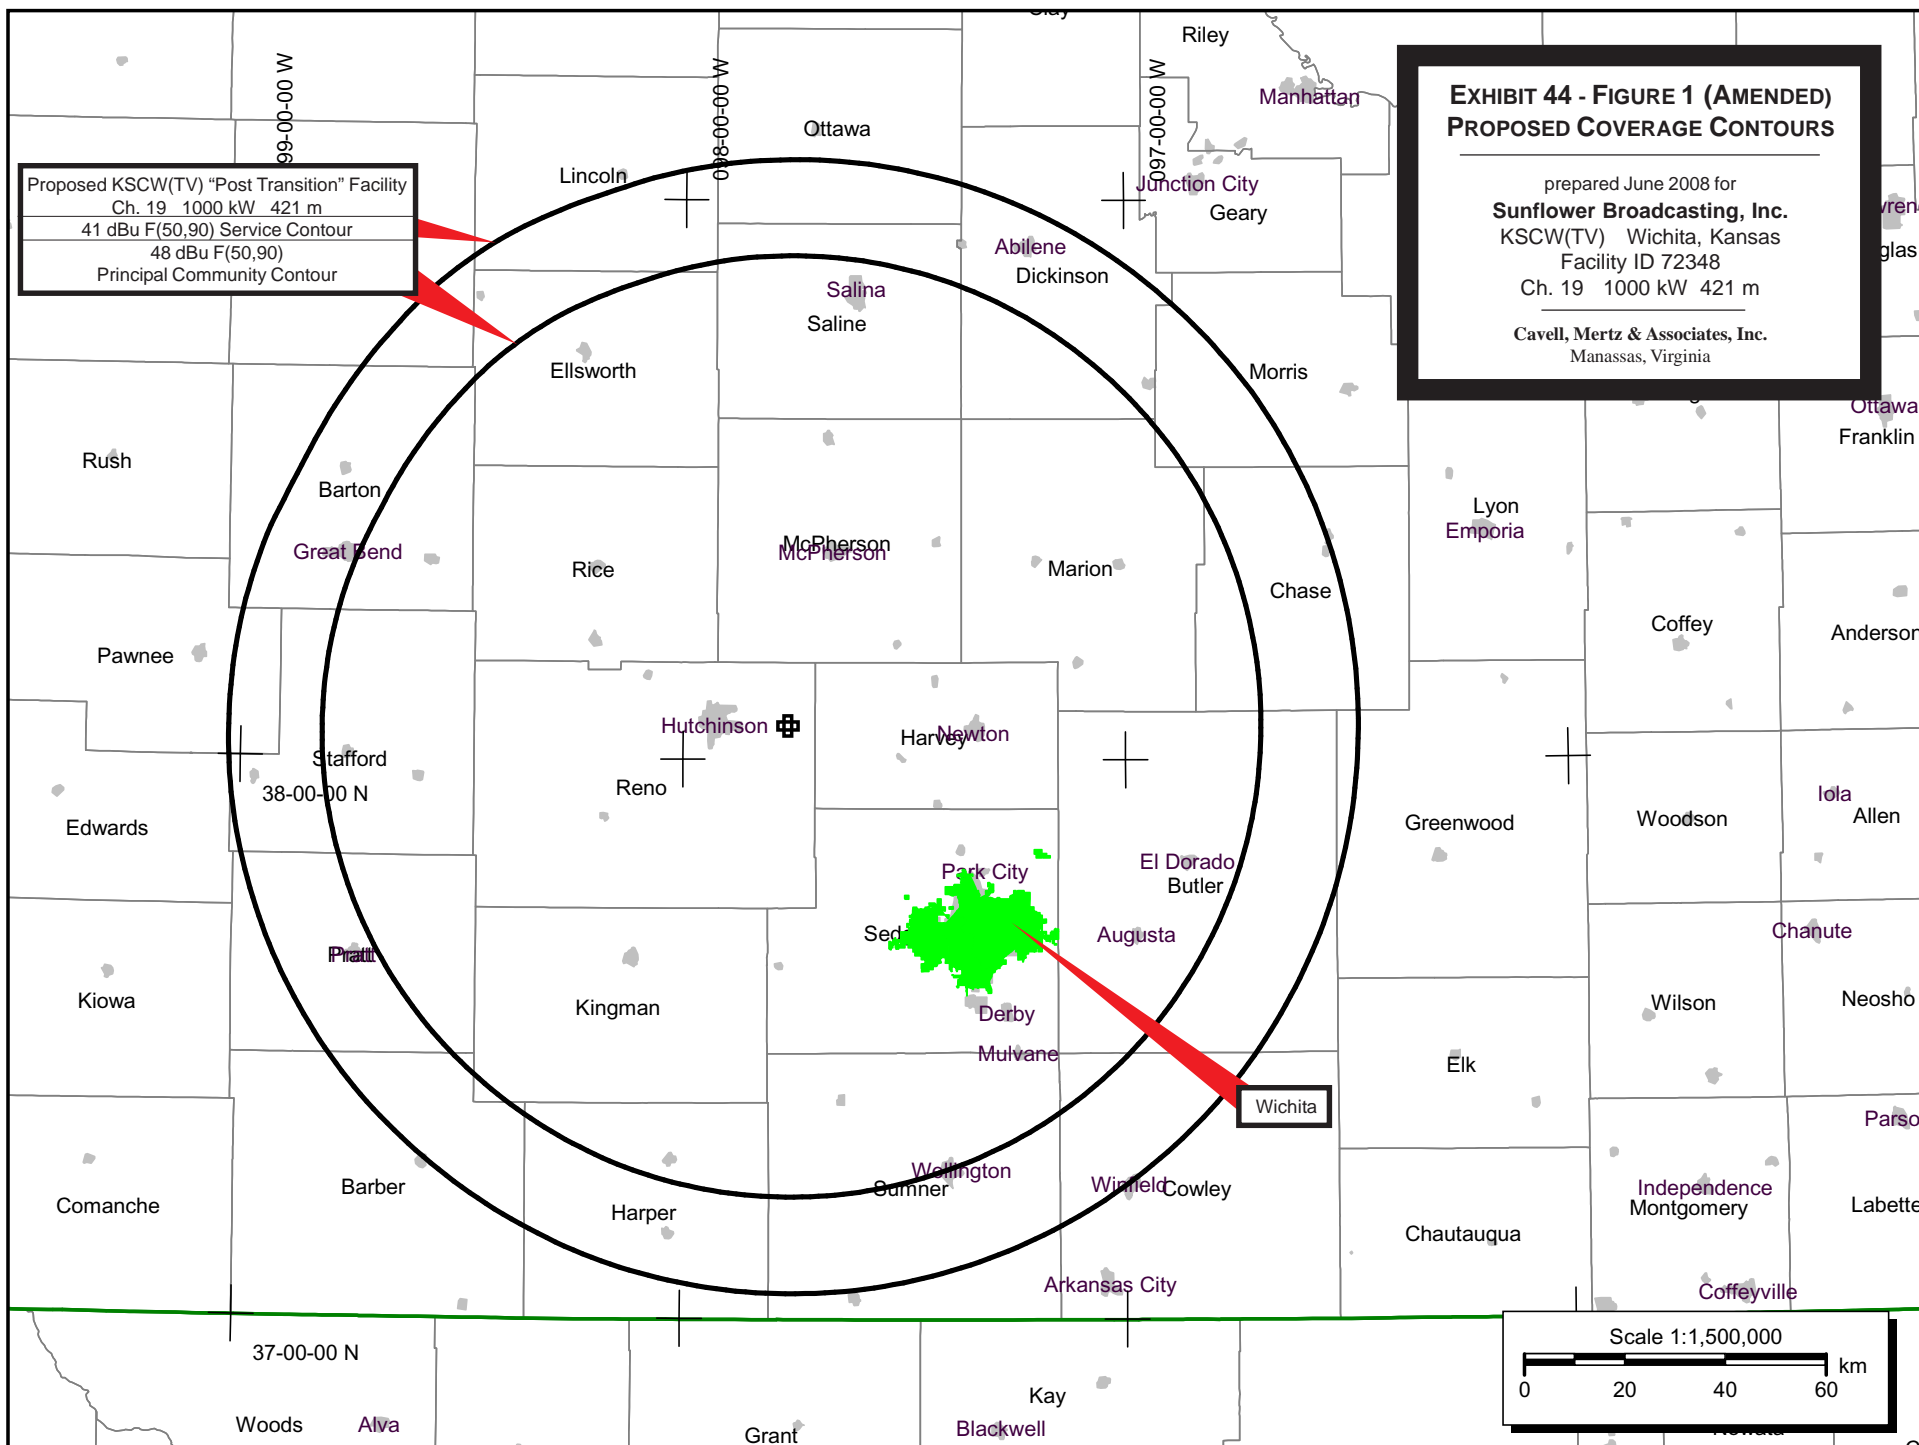 Clay
Riley
099-00-00 W
098-00-00 W
097-00-00 W
Manhattan
EXHIBIT 44 - FIGURE 1 (AMENDED)
PROPOSED COVERAGE CONTOURS
prepared June 2008 for
Sunflower Broadcasting, Inc.
KSCW(TV) Wichita, Kansas
Facility ID 72348
Ch. 19 1000 kW 421 m
Cavell, Mertz & Associates, Inc.
Manassas, Virginia
Ottawa
Lincoln
Proposed KSCW(TV) “Post Transition” Facility
Ch. 19 1000 kW 421 m
41 dBu F(50,90) Service Contour
48 dBu F(50,90)
Principal Community Contour
Junction City
Geary
Abilene
Dickinson
Salina
Saline
Ellsworth
Morris
Ottawa
Franklin
Rush
Barton
Lyon
Emporia
Great Bend
McPherson
McPherson
Rice
Marion
Chase
Coffey
Anderson
Pawnee
Hutchinson
Harvey
Newton
Stafford
Reno
38-00-00 N
Edwards
Greenwood
Woodson
Iola
Allen
Park City
El Dorado
Butler
Augusta
Chanute
Pratt
Pratt
Kiowa
Kingman
Derby
Wilson
Neosho
Mulvane
Elk
Wichita
Comanche
Barber
Harper
Wellington
Sumner
Winfield
Cowley
Independence
Montgomery
Labette
Chautauqua
Arkansas City
Coffeyville
Scale 1:1,500,000
km
0 20 40 60
37-00-00 N
Woods
Alva
Grant
Kay
Blackwell